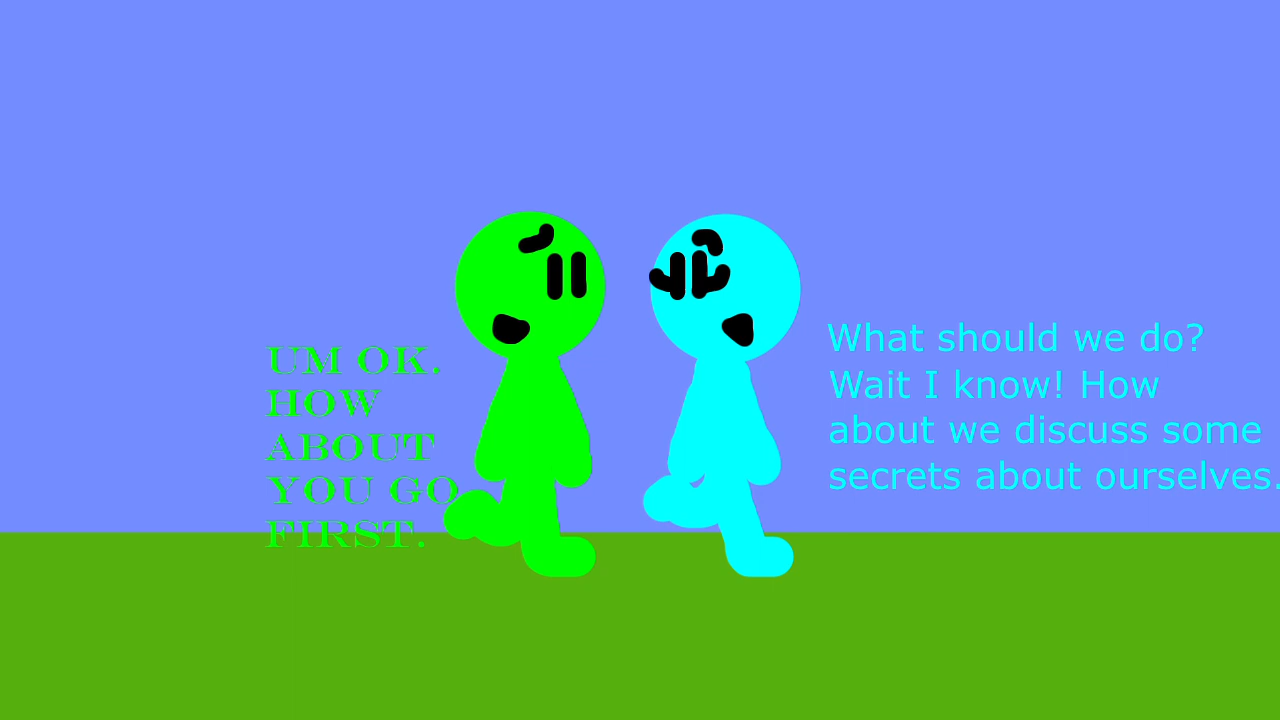 What should we do?
Wait I know! How
about we discuss some
secrets about ourselves.
UM OK.
HOW
ABOUT
YOU GO
FIRST.